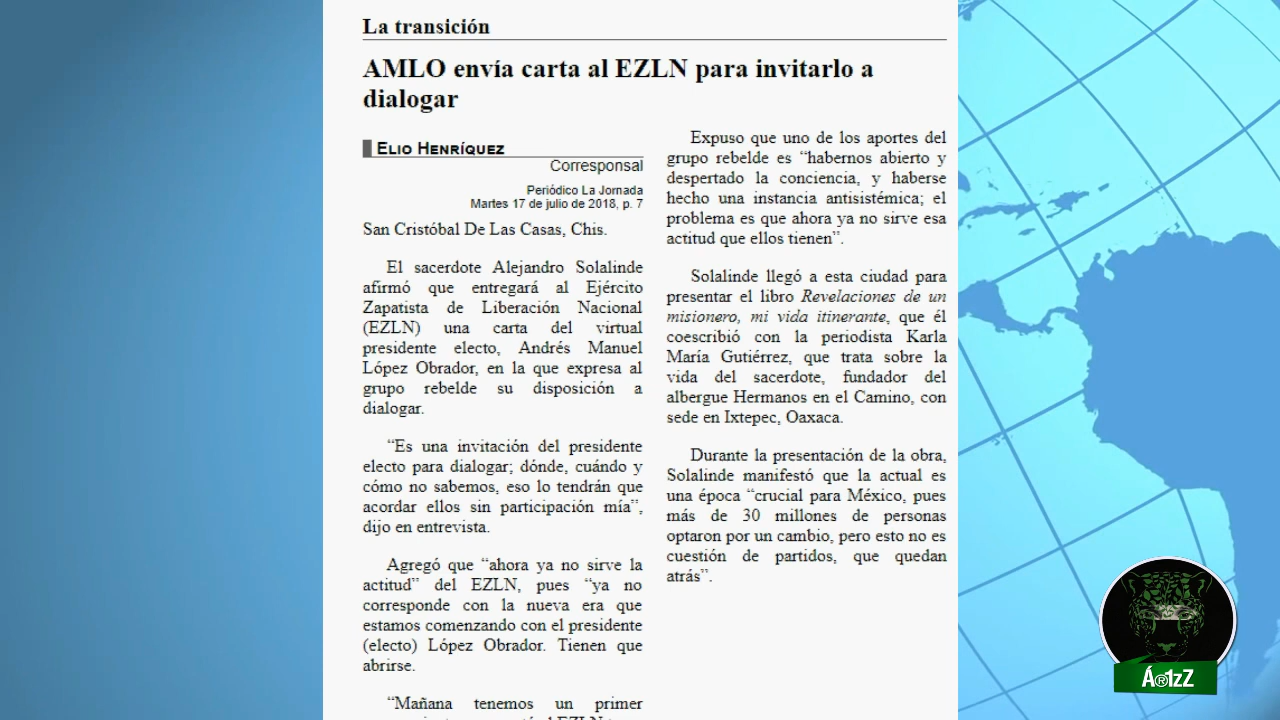 La transición
AMLO envía carta al EZLN para invitarlo a
dialogar
Elio Henríquez
Corresponsal
Periódico La Jornada
Martes 17 de julio de 2018, p. 7
San Cristóbal De Las Casas, Chis.
El sacerdote Alejandro Solalinde
afirmó que entregará al Ejército
Zapatista de Liberación Nacional
(EZLN) una carta del virtual
presidente electo, Andrés Manuel
López Obrador, en la que expresa al
grupo rebelde su disposición a
dialogar.
“Es una invitación del presidente
electo para dialogar; dónde, cuándo y
cómo no sabemos, eso lo tendrán que
acordar ellos sin participación mía”,
dijo en entrevista.
Agregó que “ahora ya no sirve la
actitud” del EZLN, pues “ya no
corresponde con la nueva era que
estamos comenzando con el presidente
(electo) López Obrador. Tienen que
abrirse.
“Mañana tenemos un primer
Expuso que uno de los aportes del
grupo rebelde es “habernos abierto y
despertado la conciencia, y haberse
hecho una instancia antisistémica; el
problema es que ahora ya no sirve esa
actitud que ellos tienen”.
Solalinde llegó a esta ciudad para
presentar el libro Revelaciones de un
misionero, mi vida itinerante, que él
coescribió con la periodista Karla
María Gutiérrez, que trata sobre la
vida del sacerdote, fundador del
albergue Hermanos en el Camino, con
sede en Ixtepec, Oaxaca.
Durante la presentación de la obra,
Solalinde manifestó que la actual es
una época “crucial para México, pues
más de 30 millones de personas
optaron por un cambio, pero esto no es
cuestión de partidos, que quedan
atrás”.
Á®1zZ